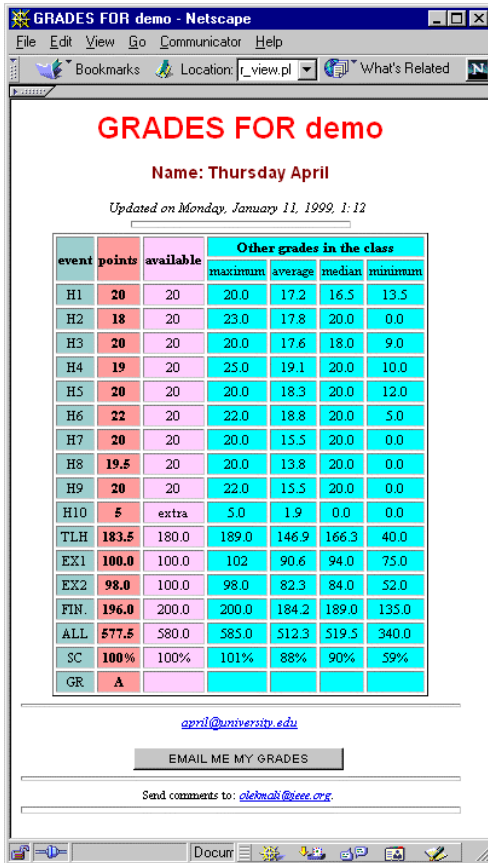 GRADES FOR demo - Netscape
File Edit View Go Communicator Help
Bookmarks Location: r_view.pl What's Related N
GRADES FOR demo
Name: Thursday April
Updated on Monday, January 11, 1999, 1:12
event points available Other grades in the class
maximum average median minimum
H1 20 20 20.0 17.2 16.5 13.5
H2 18 20 23.0 17.8 20.0 0.0
H3 20 20 20.0 17.6 18.0 9.0
H4 19 20 25.0 19.1 20.0 10.0
H5 20 20 20.0 18.3 20.0 12.0
H6 22 20 22.0 18.8 20.0 5.0
H7 20 20 20.0 15.5 20.0 0.0
H8 19.5 20 20.0 13.8 20.0 0.0
H9 20 20 22.0 15.5 20.0 0.0
H10 5 extra 5.0 1.9 0.0 0.0
TLH 183.5 180.0 189.0 146.9 166.3 40.0
EX1 100.0 100.0 102 90.6 94.0 75.0
EX2 98.0 100.0 98.0 82.3 84.0 52.0
FIN. 196.0 200.0 200.0 184.2 189.0 135.0
ALL 577.5 580.0 585.0 512.3 519.5 340.0
SC 100% 100% 101% 88% 90% 59%
GR A
april@university.edu
EMAIL ME MY GRADES
Send comments to: olekmali@ieee.org.
Docum